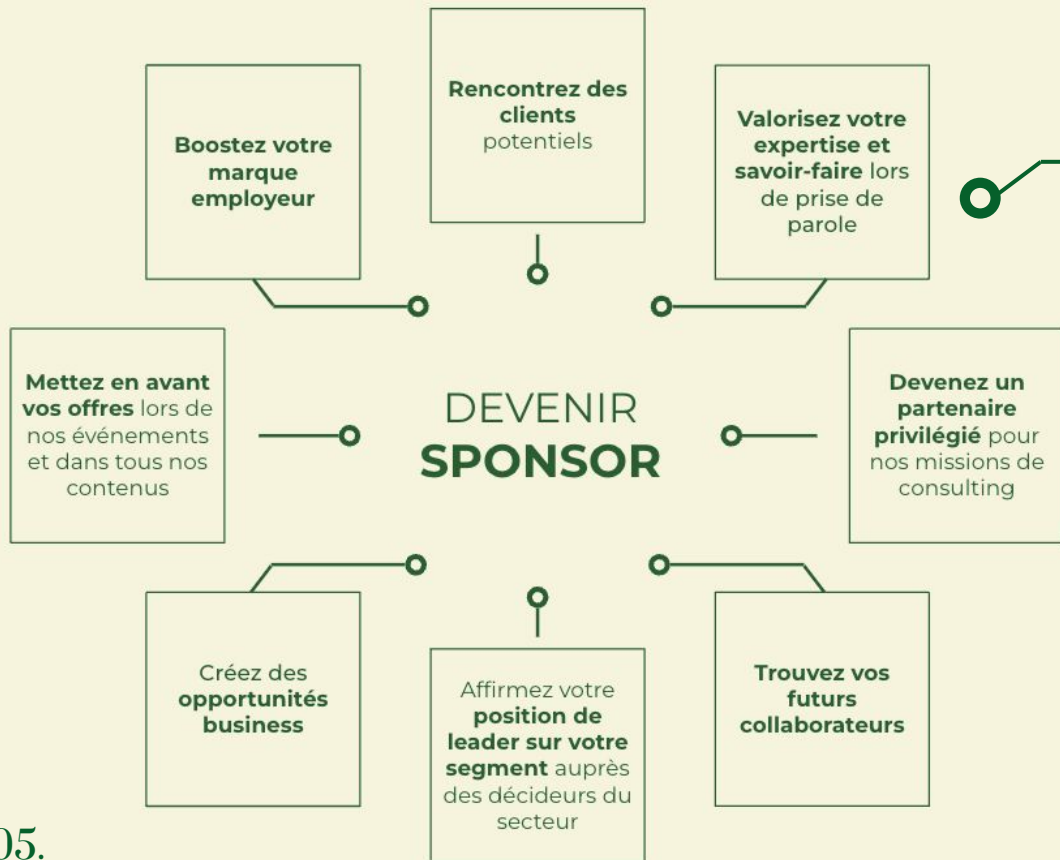 Rencontrez des
clients
potentiels
Boostez votre
marque
employeur
Valorisez votre
expertise et
savoir-faire lors
de prise de
parole
Mettez en avant
vos offres lors de
nos événements
et dans tous nos
contenus
DEVENIR
SPONSOR
Devenez un
partenaire
privilégié pour
nos missions de
consulting
Créez des
opportunités
business
Affirmez votre
position de
leader sur votre
segment auprès
des décideurs du
secteur
Trouvez vos
futurs
collaborateurs
05.